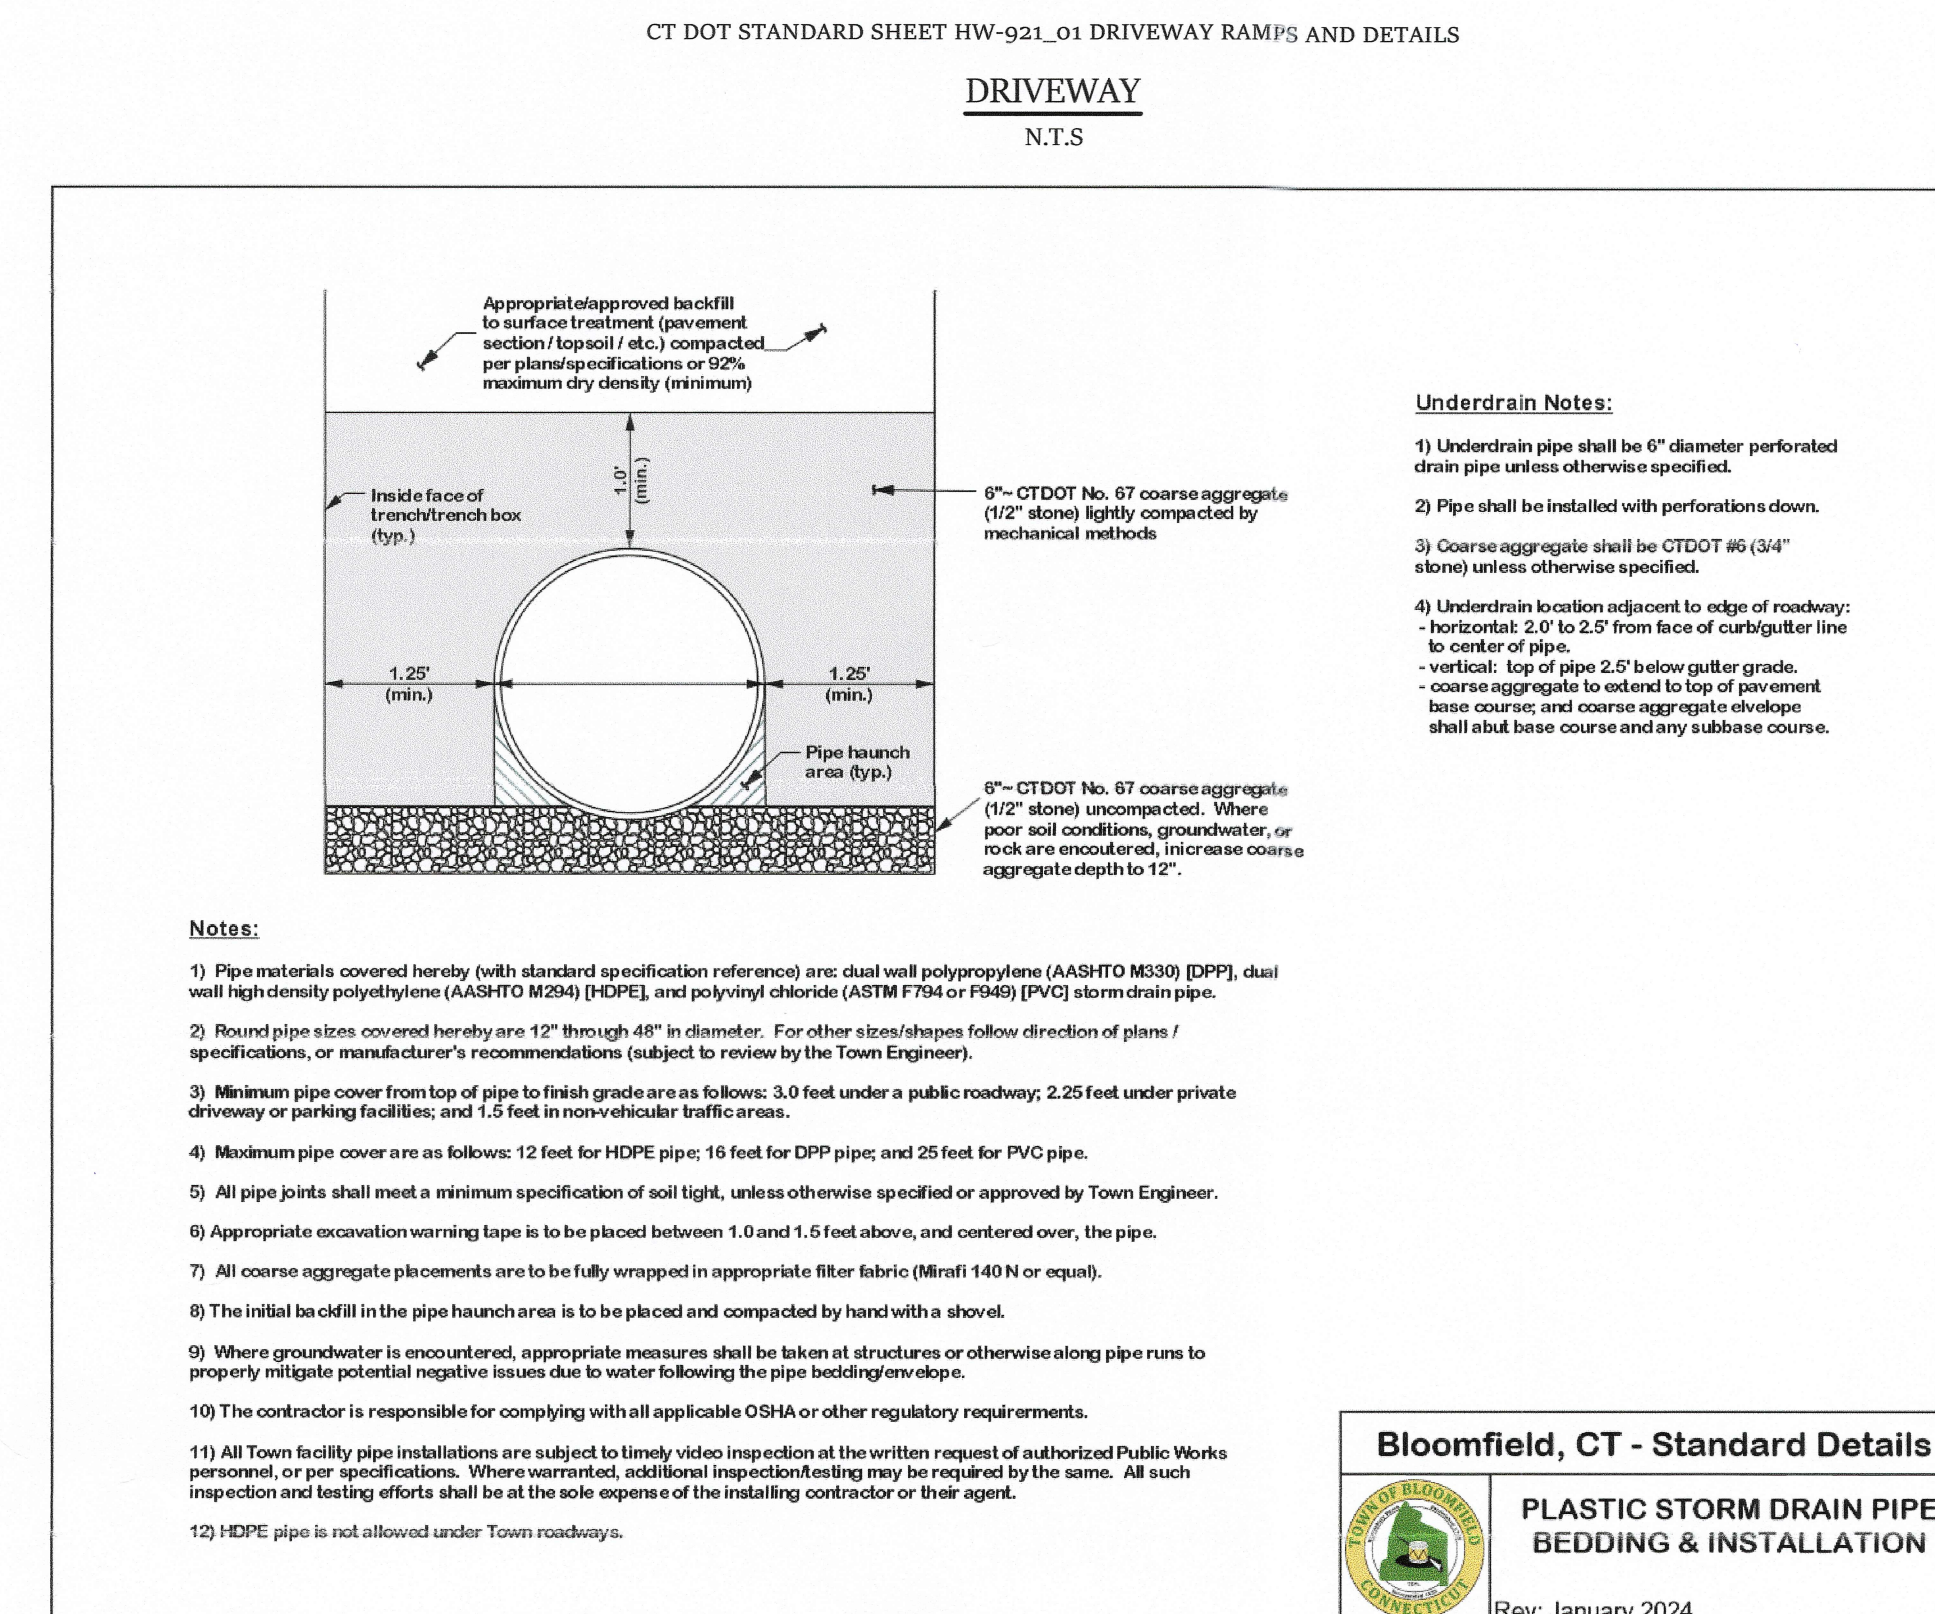 CT DOT STANDARD SHEET HW-921_01 DRIVEWAY RAMPS AND DETAILS
DRIVEWAY
N.T.S
Appropriate/approved backfill
to surface treatment (pavement
section / topsoil / etc.) compacted
per plans/specifications or 92%
maximum dry density (minimum)
1.0'
(min.)
Inside face of
trench/trench box
(typ.)
6"~ CTDOT No. 67 coarse aggregate
(1/2" stone) lightly compacted by
mechanical methods
1.25'
(min.)
1.25'
(min.)
Pipe haunch
area (typ.)
6"~ CTDOT No. 67 coarse aggregate
(1/2" stone) uncompacted. Where
poor soil conditions, groundwater, or
rock are encoutered, inicrease coarse
aggregate depth to 12".
Underdrain Notes:
1) Underdrain pipe shall be 6" diameter perforated
drain pipe unless otherwise specified.
2) Pipe shall be installed with perforations down.
3) Coarse aggregate shall be CTDOT #6 (3/4"
stone) unless otherwise specified.
4) Underdrain location adjacent to edge of roadway:
- horizontal: 2.0' to 2.5' from face of curb/gutter line
to center of pipe.
- vertical: top of pipe 2.5' below gutter grade.
- coarse aggregate to extend to top of pavement
base course; and coarse aggregate elvelope
shall abut base course and any subbase course.
Notes:
1) Pipe materials covered hereby (with standard specification reference) are: dual wall polypropylene (AASHTO M330) [DPP], dual
wall high density polyethylene (AASHTO M294) [HDPE], and polyvinyl chloride (ASTM F794 or F949) [PVC] storm drain pipe.
2) Round pipe sizes covered hereby are 12" through 48" in diameter. For other sizes/shapes follow direction of plans /
specifications, or manufacturer's recommendations (subject to review by the Town Engineer).
3) Minimum pipe cover from top of pipe to finish grade are as follows: 3.0 feet under a public roadway; 2.25 feet under private
driveway or parking facilities; and 1.5 feet in non-vehicular traffic areas.
4) Maximum pipe cover are as follows: 12 feet for HDPE pipe; 16 feet for DPP pipe; and 25 feet for PVC pipe.
5) All pipe joints shall meet a minimum specification of soil tight, unless otherwise specified or approved by Town Engineer.
6) Appropriate excavation warning tape is to be placed between 1.0 and 1.5 feet above, and centered over, the pipe.
7) All coarse aggregate placements are to be fully wrapped in appropriate filter fabric (Mirafi 140 N or equal).
8) The initial backfill in the pipe haunch area is to be placed and compacted by hand with a shovel.
9) Where groundwater is encountered, appropriate measures shall be taken at structures or otherwise along pipe runs to
properly mitigate potential negative issues due to water following the pipe bedding/envelope.
10) The contractor is responsible for complying with all applicable OSHA or other regulatory requirerments.
11) All Town facility pipe installations are subject to timely video inspection at the written request of authorized Public Works
personnel, or per specifications. Where warranted, additional inspection/testing may be required by the same. All such
inspection and testing efforts shall be at the sole expense of the installing contractor or their agent.
12) HDPE pipe is not allowed under Town roadways.
Bloomfield, CT - Standard Details
TOWN OF BLOOMFIELD
CONNECTICUT
PLASTIC STORM DRAIN PIPE
BEDDING & INSTALLATION
Rev: January 2024